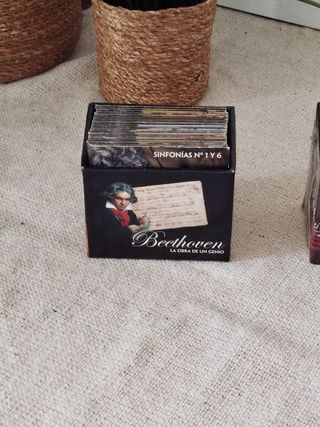 SINFONÍAS Nº 1 Y 6
Beethoven
LA OBRA DE UN GENIO